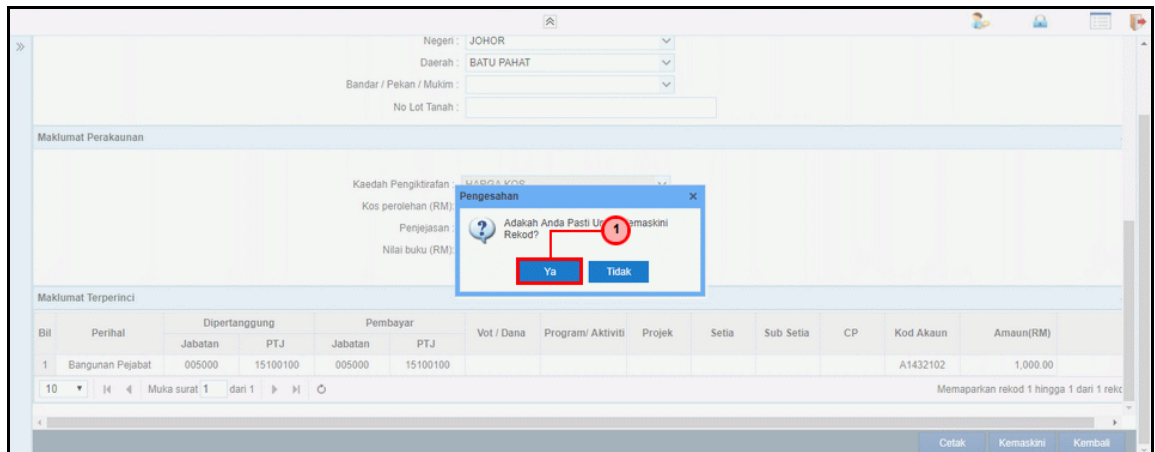 Negeri : JOHOR
Daerah : BATU PAHAT
Bandar / Pekan / Mukim :
No Lot Tanah :
Maklumat Perakaunan
Kaedah Pengiktirafan : HARGA KOS
Kos perolehan (RM):
Penjejasan :
Nilai buku (RM):
Pengesahan
Adakah Anda Pasti
1
Rekod?
Ya Tidak
Maklumat Terperinci
Bil Perihal Dipertanggung Pembayar Vot / Dana Program/ Aktiviti Projek Setia Sub Setia CP Kod Akaun Amaun(RM)
Jabatan PTJ Jabatan PTJ
1 Bangunan Pejabat 005000 15100100 005000 15100100 A1432102 1,000.00
10 Muka surat 1 dari 1 Memaparkan rekod 1 hingga 1 dari 1
Cetak Kemaskini Kembali